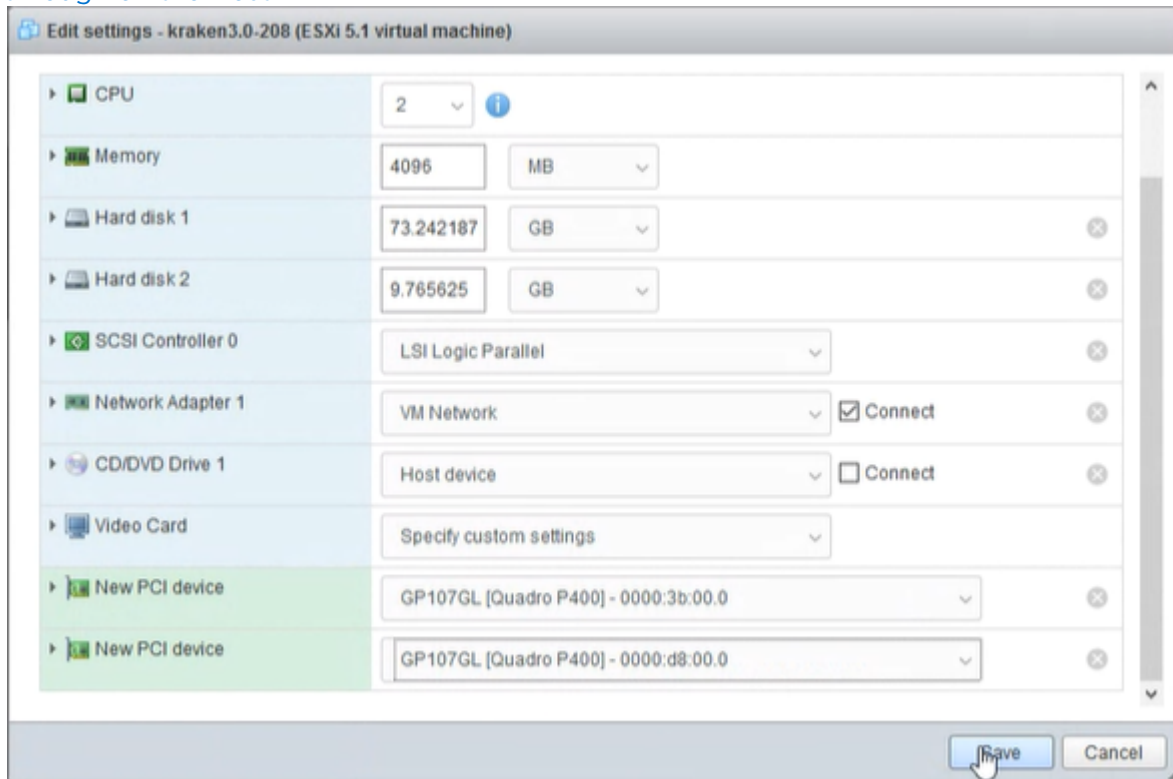 Edit settings - kraken3.0-208 (ESXi 5.1 virtual machine)
CPU 2
Memory 4096 MB
Hard disk 1 73.242187 GB
Hard disk 2 9.765625 GB
SCSI Controller 0 LSI Logic Parallel
Network Adapter 1 VM Network Connect
CD/DVD Drive 1 Host device Connect
Video Card Specify custom settings
New PCI device GP107GL [Quadro P400] - 0000:3b:00.0
New PCI device GP107GL [Quadro P400] - 0000:d8:00.0
Save Cancel